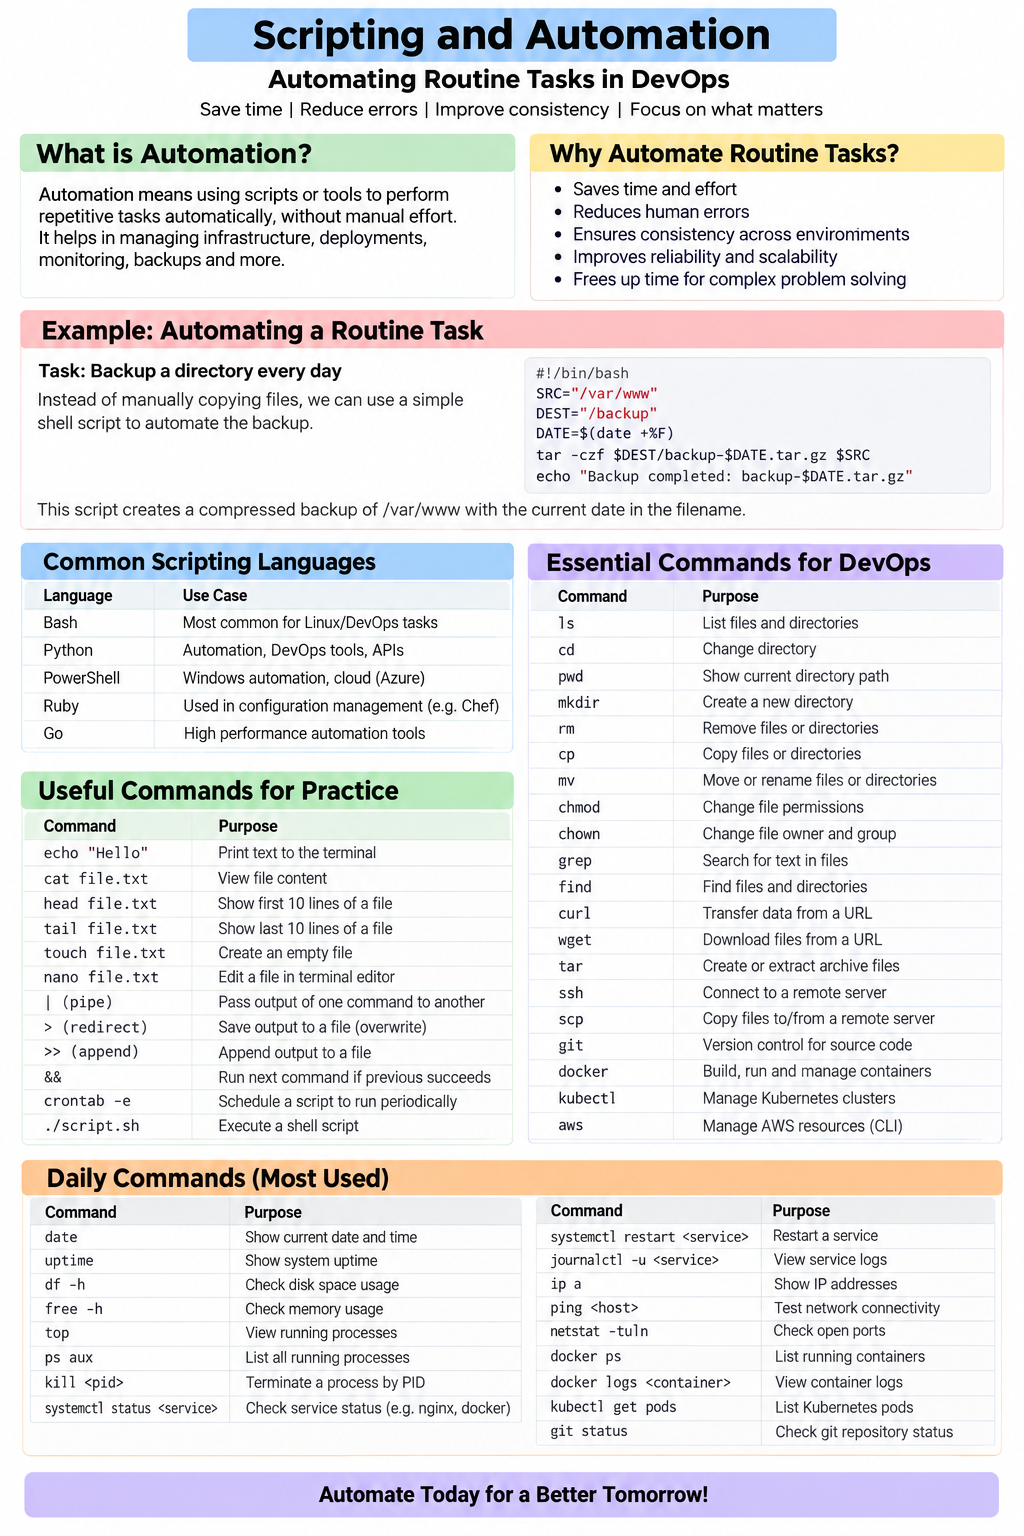 Scripting and Automation
Automating Routine Tasks in DevOps
Save time | Reduce errors | Improve consistency | Focus on what matters
What is Automation?
Automation means using scripts or tools to perform
repetitive tasks automatically, without manual effort.
It helps in managing infrastructure, deployments,
monitoring, backups and more.
Why Automate Routine Tasks?
• Saves time and effort
• Reduces human errors
• Ensures consistency across environments
• Improves reliability and scalability
• Frees up time for complex problem solving
Example: Automating a Routine Task
Task: Backup a directory every day
Instead of manually copying files, we can use a simple
shell script to automate the backup.
#!/bin/bash
SRC="/var/www"
DEST="/backup"
DATE=$(date +%F)
tar -czf $DEST/backup-$DATE.tar.gz $SRC
echo "Backup completed: backup-$DATE.tar.gz"
This script creates a compressed backup of /var/www with the current date in the filename.
Common Scripting Languages
Language Use Case
Bash Most common for Linux/DevOps tasks
Python Automation, DevOps tools, APIs
PowerShell Windows automation, cloud (Azure)
Ruby Used in configuration management (e.g. Chef)
Go High performance automation tools
Useful Commands for Practice
Command Purpose
echo "Hello" Print text to the terminal
cat file.txt View file content
head file.txt Show first 10 lines of a file
tail file.txt Show last 10 lines of a file
touch file.txt Create an empty file
nano file.txt Edit a file in terminal editor
| (pipe) Pass output of one command to another
> (redirect) Save output to a file (overwrite)
>> (append) Append output to a file
&& Run next command if previous succeeds
crontab -e Schedule a script to run periodically
./script.sh Execute a shell script
Essential Commands for DevOps
Command Purpose
ls List files and directories
cd Change directory
pwd Show current directory path
mkdir Create a new directory
rm Remove files or directories
cp Copy files or directories
mv Move or rename files or directories
chmod Change file permissions
chown Change file owner and group
grep Search for text in files
find Find files and directories
curl Transfer data from a URL
wget Download files from a URL
tar Create or extract archive files
ssh Connect to a remote server
scp Copy files to/from a remote server
git Version control for source code
docker Build, run and manage containers
kubectl Manage Kubernetes clusters
aws Manage AWS resources (CLI)
Daily Commands (Most Used)
Command Purpose
date Show current date and time
uptime Show system uptime
df -h Check disk space usage
free -h Check memory usage
top View running processes
ps aux List all running processes
kill <pid> Terminate a process by PID
systemctl status <service> Check service status (e.g. nginx, docker)
Command Purpose
systemctl restart <service> Restart a service
journalctl -u <service> View service logs
ip a Show IP addresses
ping <host> Test network connectivity
netstat -tuln Check open ports
docker ps List running containers
docker logs <container> View container logs
kubectl get pods List Kubernetes pods
git status Check git repository status
Automate Today for a Better Tomorrow!